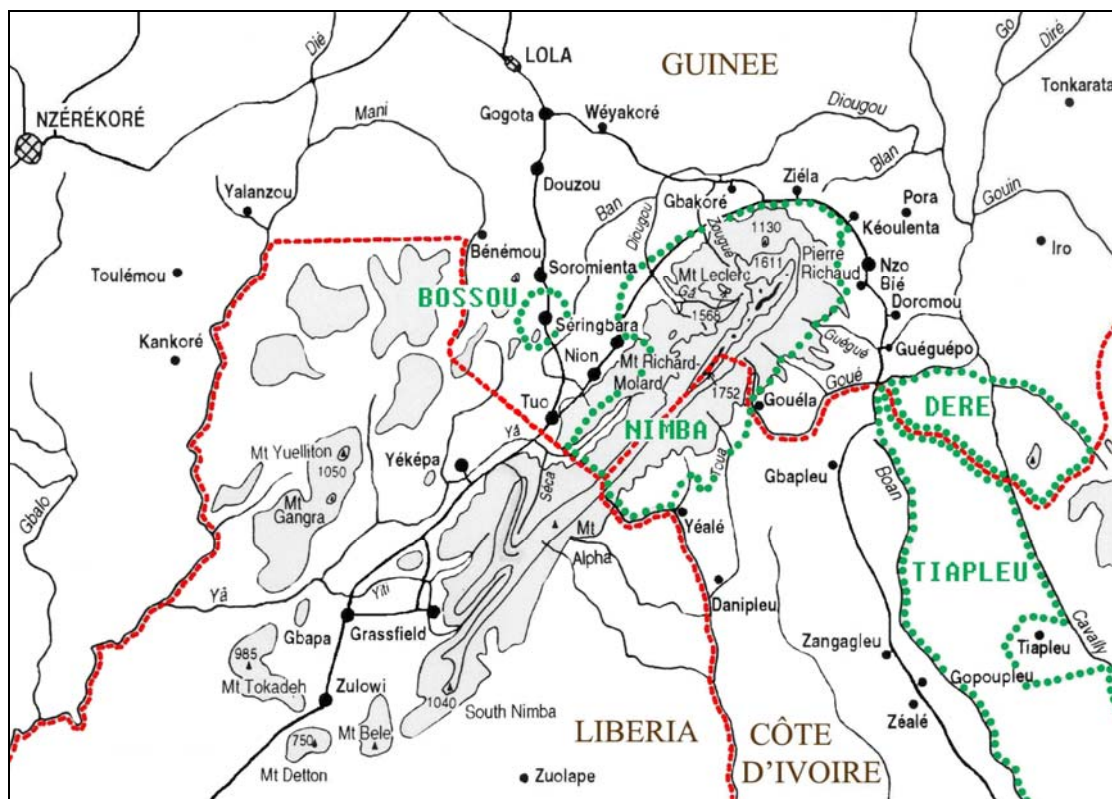 GUINEE
LOLA
NZÉRÉKORÉ
Dié
Go
Diré
Tonkarata
Gogota
Wéyakoré
Mani
Diougou
Blan
Yalanzou
Douzou
Ban
Diougou
Gbakoré
Zougué
Ziéla
Pora
Gouin
Kéoulenta
Iro
Bénémou
1130
1611
Pierre
Richaud
Toulémou
Soromienta
Mt Leclerc
Gâ
Nzo
Bié
BOSSOU
1568
Doromou
Kankoré
Séringbara
Nion
Mt Richard-
Molard
Guégué
Guéguépo
1752
Goué
Gouéla
DERE
Tuo
NIMBA
Yâ
Mt Yuelliton
1050
Yéképa
Séca
Toua
Gbapleu
Boan
Mt
Gangra
Gbalo
Yéalé
Mt
Alpha
TIAPLEU
Yâ
Yiti
Danipleu
Gbapa
Grassfield
Cavally
Zangagleu
Tiapleu
985
Mt Tokadeh
Zulowi
1040
South Nimba
Gopoupleu
Zéalé
750
Mt Bele
Mt Detton
LIBERIA
CÔTE
D'IVOIRE
Zuolape